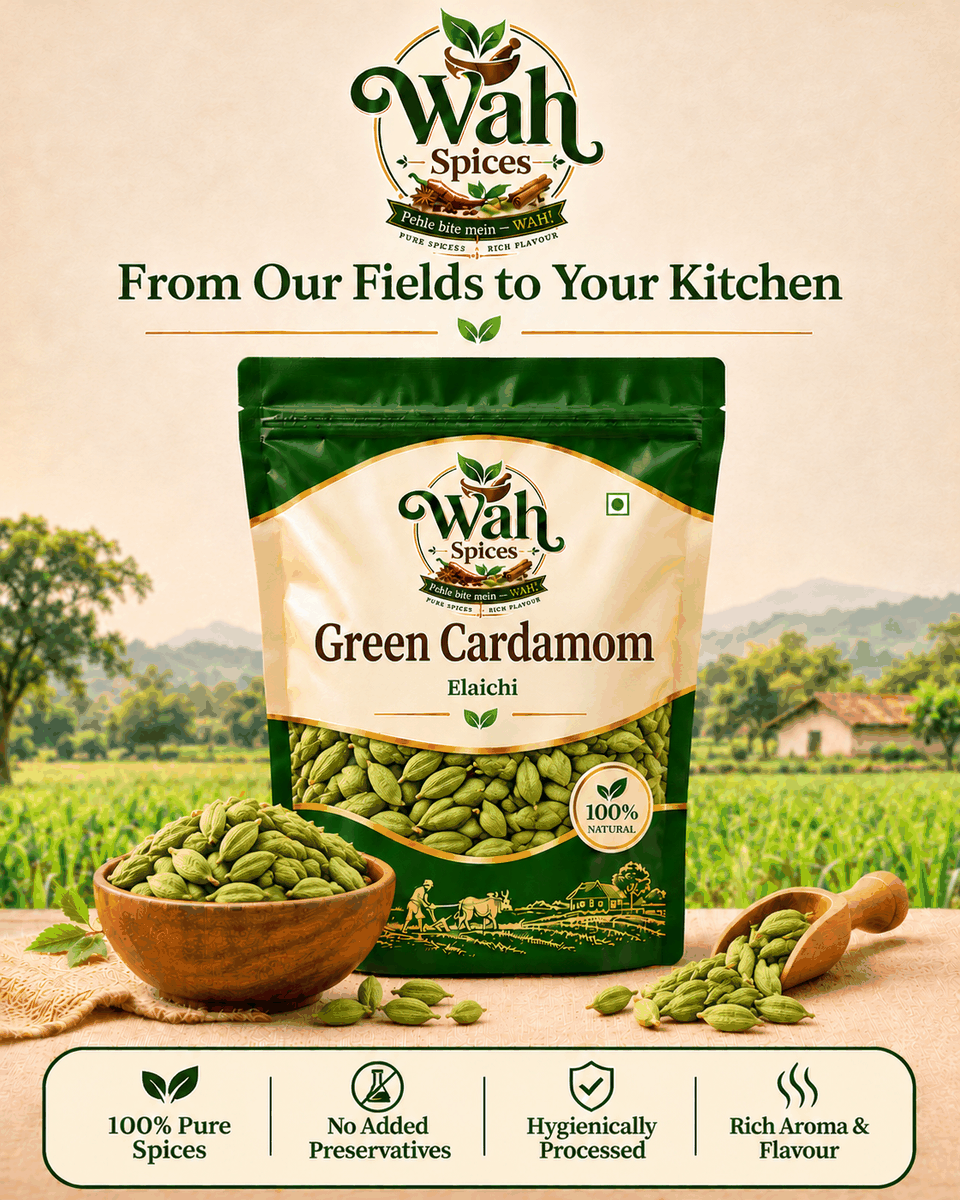 Wah
Spices
Pehle bite mein – WAH!
PURE SPICESS RICH FLAVOUR
From Our Fields to Your Kitchen
Wah
Spices
Pehle bite mein – WAH!
PURE SPICES RICH FLAVOUR
Green Cardamom
Elaichi
100%
NATURAL
100% Pure
Spices
No Added
Preservatives
Hygienically
Processed
Rich Aroma &
Flavour